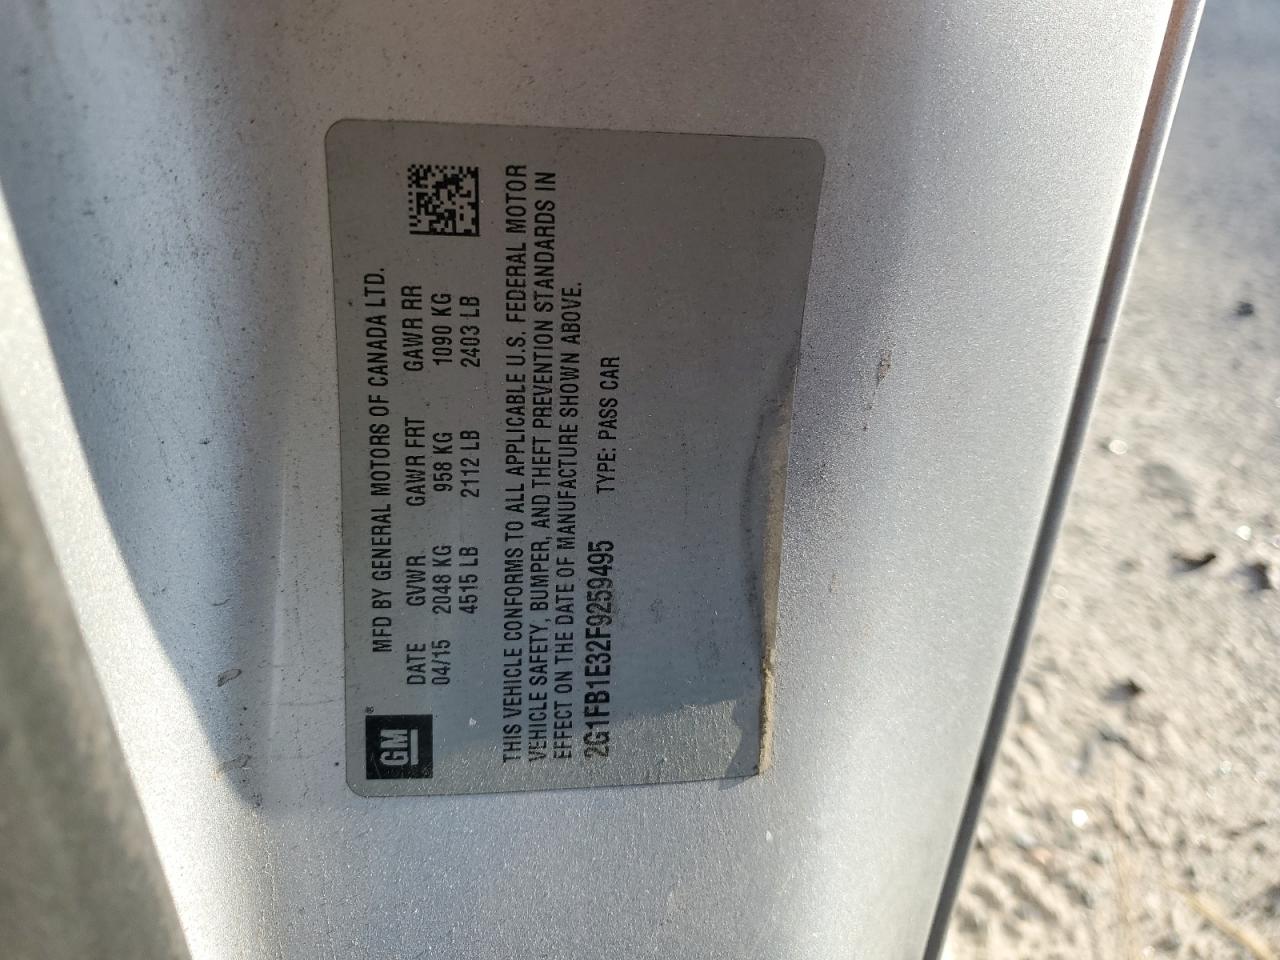 GM®
MFD BY GENERAL MOTORS OF CANADA LTD.
DATE GVWR GAWR FRT GAWR RR
04/15 2048 KG 958 KG 1090 KG
4515 LB 2112 LB 2403 LB
THIS VEHICLE CONFORMS TO ALL APPLICABLE U.S. FEDERAL MOTOR
VEHICLE SAFETY, BUMPER, AND THEFT PREVENTION STANDARDS IN
EFFECT ON THE DATE OF MANUFACTURE SHOWN ABOVE.
2G1FB1E32F9259495 TYPE: PASS CAR